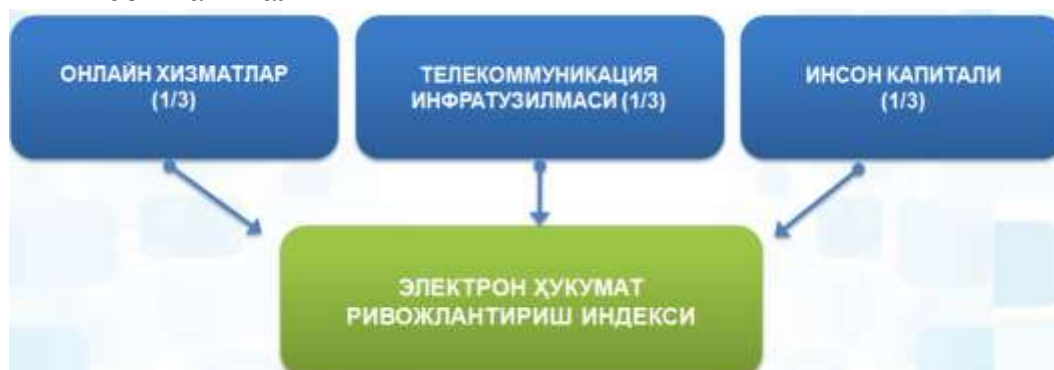 ОНЛАЙН ХИЗМАТЛАР
(1/3)
ТЕЛЕКОММУНИКАЦИЯ
ИНФРАТУЗИЛМАСИ (1/3)
ИНСОН КАПИТАЛИ
(1/3)
ЭЛЕКТРОН ҲУКУМАТ
РИВОЖЛАНТИРИШ ИНДЕКСИ